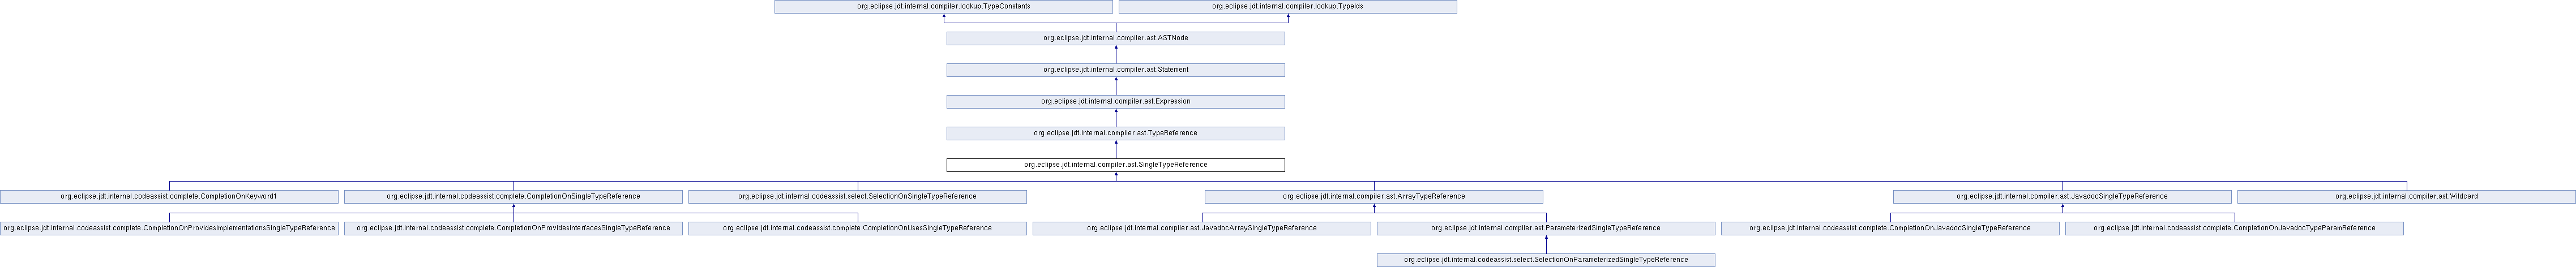 org.eclipse.jdt.internal.compiler.lookup.TypeConstants
org.eclipse.jdt.internal.compiler.lookup.TypeIds
org.eclipse.jdt.internal.compiler.ast.ASTNode
org.eclipse.jdt.internal.compiler.ast.Statement
org.eclipse.jdt.internal.compiler.ast.Expression
org.eclipse.jdt.internal.compiler.ast.TypeReference
org.eclipse.jdt.internal.compiler.ast.SingleTypeReference
org.eclipse.jdt.internal.codeassist.complete.CompletionOnKeyword1
org.eclipse.jdt.internal.codeassist.complete.CompletionOnSingleTypeReference
org.eclipse.jdt.internal.codeassist.select.SelectionOnSingleTypeReference
org.eclipse.jdt.internal.compiler.ast.ArrayTypeReference
org.eclipse.jdt.internal.compiler.ast.JavadocSingleTypeReference
org.eclipse.jdt.internal.compiler.ast.Wildcard
org.eclipse.jdt.internal.codeassist.complete.CompletionOnProvidesImplementationsSingleTypeReference
org.eclipse.jdt.internal.codeassist.complete.CompletionOnProvidesInterfacesSingleTypeReference
org.eclipse.jdt.internal.codeassist.complete.CompletionOnUsesSingleTypeReference
org.eclipse.jdt.internal.compiler.ast.JavadocArraySingleTypeReference
org.eclipse.jdt.internal.compiler.ast.ParameterizedSingleTypeReference
org.eclipse.jdt.internal.codeassist.complete.CompletionOnJavadocSingleTypeReference
org.eclipse.jdt.internal.codeassist.complete.CompletionOnJavadocTypeParamReference
org.eclipse.jdt.internal.codeassist.select.SelectionOnParameterizedSingleTypeReference